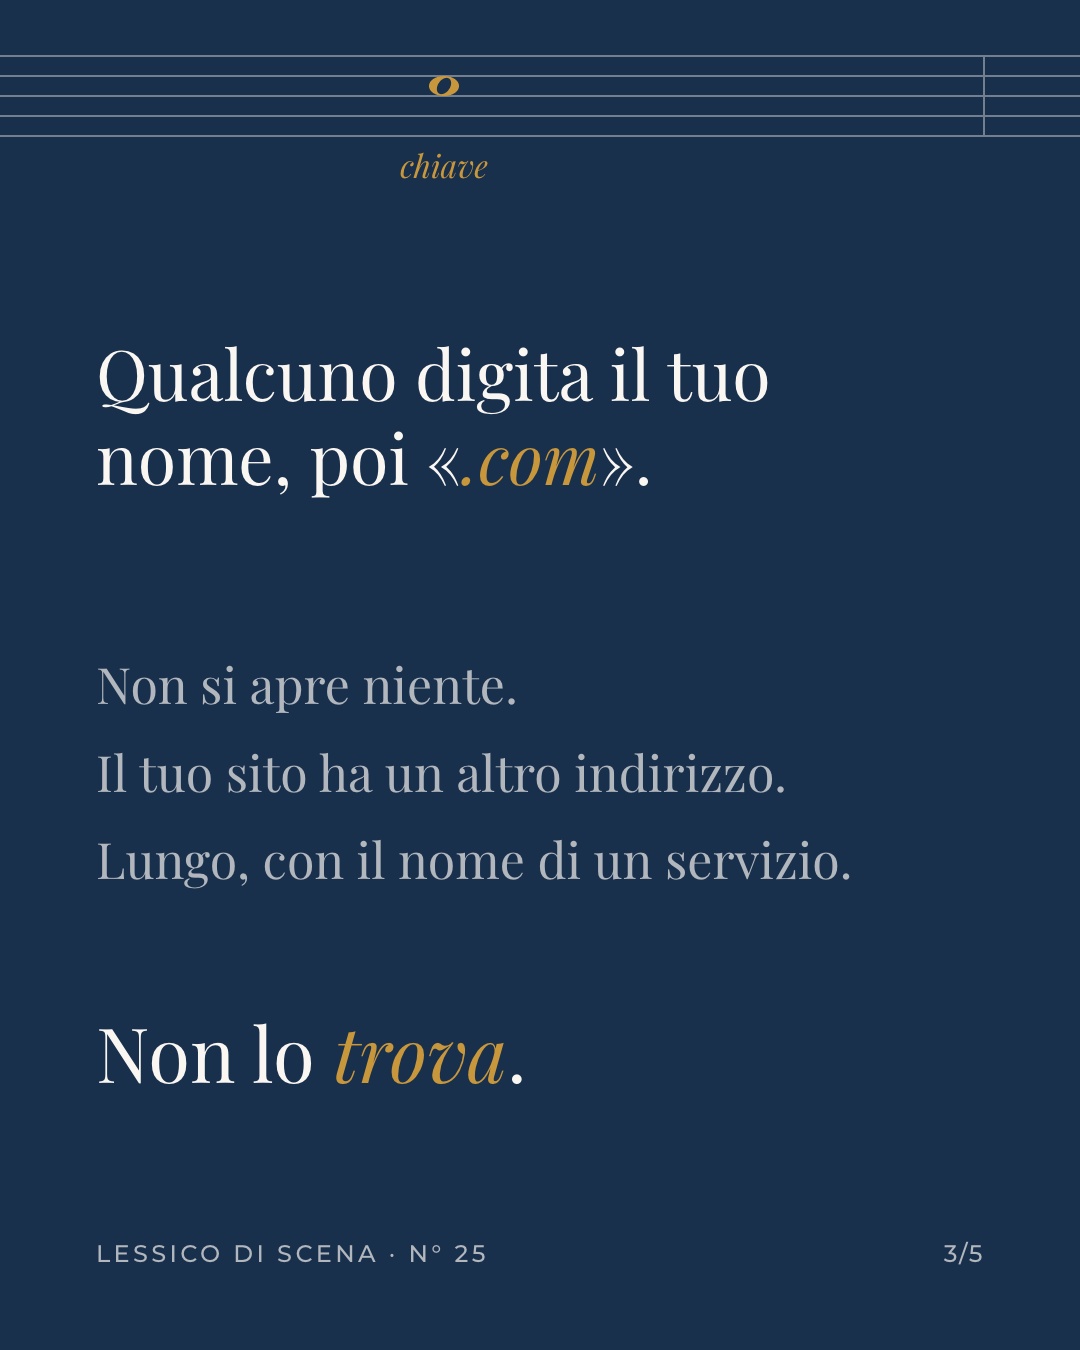 chiave
Qualcuno digita il tuo
nome, poi «.com».
Non si apre niente.
Il tuo sito ha un altro indirizzo.
Lungo, con il nome di un servizio.
Non lo trova.
LESSICO DI SCENA · N° 25
3/5